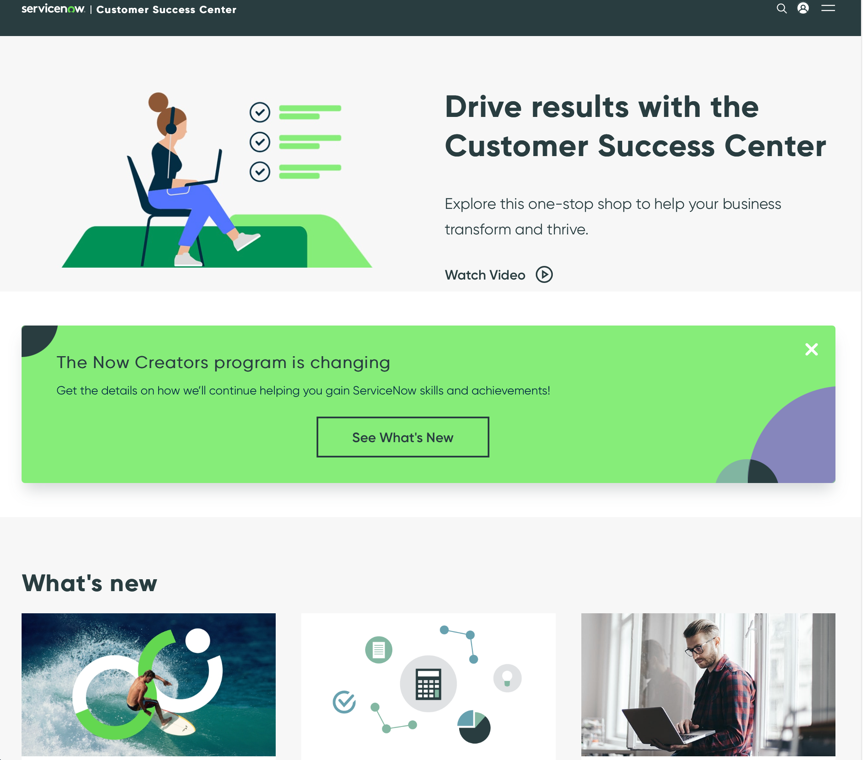 servicenow | Customer Success Center
Drive results with the
Customer Success Center
Explore this one-stop shop to help your business
transform and thrive.
Watch Video
The Now Creators program is changing
Get the details on how we'll continue helping you gain ServiceNow skills and achievements!
See What's New
What's new